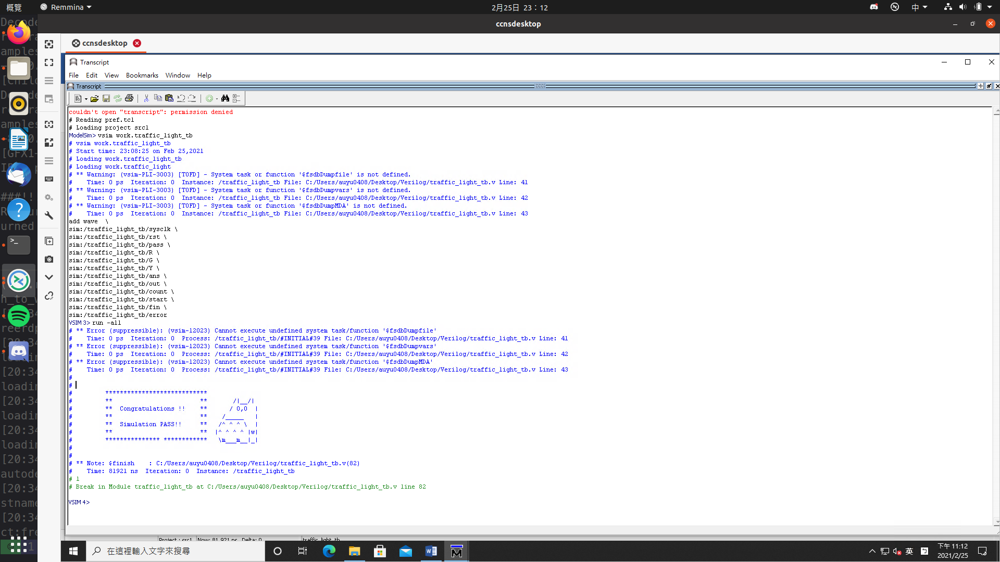 概覽
Remmina
2月25日 23：12
中
ccnsdesktop
ccnsdesktop
Transcript
File Edit View Bookmarks Window Help
Transcript
couldn't open "transcript": permission denied
# Reading pref.tcl
# Loading project src1
ModelSim> vsim work.traffic_light_tb
# vsim work.traffic_light_tb
# Start time: 23:08:25 on Feb 25,2021
# Loading work.traffic_light_tb
# Loading work.traffic_light
# ** Warning: (vsim-PLI-3003) [TOFD] - System task or function '$fsdbDumpfile' is not defined.
#    Time: 0 ps  Iteration: 0  Instance: /traffic_light_tb File: C:/Users/auyu0408/Desktop/Verilog/traffic_light_tb.v Line: 41
# ** Warning: (vsim-PLI-3003) [TOFD] - System task or function '$fsdbDumpvars' is not defined.
#    Time: 0 ps  Iteration: 0  Instance: /traffic_light_tb File: C:/Users/auyu0408/Desktop/Verilog/traffic_light_tb.v Line: 42
# ** Warning: (vsim-PLI-3003) [TOFD] - System task or function '$fsdbDumpMDA' is not defined.
#    Time: 0 ps  Iteration: 0  Instance: /traffic_light_tb File: C:/Users/auyu0408/Desktop/Verilog/traffic_light_tb.v Line: 43
add wave  \
sim:/traffic_light_tb/sysclk \
sim:/traffic_light_tb/rst \
sim:/traffic_light_tb/pass \
sim:/traffic_light_tb/R \
sim:/traffic_light_tb/G \
sim:/traffic_light_tb/Y \
sim:/traffic_light_tb/ans \
sim:/traffic_light_tb/out \
sim:/traffic_light_tb/count \
sim:/traffic_light_tb/start \
sim:/traffic_light_tb/fin \
sim:/traffic_light_tb/error
VSIM 3> run -all
# ** Error (suppressible): (vsim-12023) Cannot execute undefined system task/function '$fsdbDumpfile'
#    Time: 0 ps  Iteration: 0  Process: /traffic_light_tb/#INITIAL#39 File: C:/Users/auyu0408/Desktop/Verilog/traffic_light_tb.v Line: 41
# ** Error (suppressible): (vsim-12023) Cannot execute undefined system task/function '$fsdbDumpvars'
#    Time: 0 ps  Iteration: 0  Process: /traffic_light_tb/#INITIAL#39 File: C:/Users/auyu0408/Desktop/Verilog/traffic_light_tb.v Line: 42
# ** Error (suppressible): (vsim-12023) Cannot execute undefined system task/function '$fsdbDumpMDA'
#    Time: 0 ps  Iteration: 0  Process: /traffic_light_tb/#INITIAL#39 File: C:/Users/auyu0408/Desktop/Verilog/traffic_light_tb.v Line: 43
#
#
#         ****************************
#         **                        **       /|__/|
#         **  Congratulations !!    **      / O,O  |
#         **                        **    /_____   |
#         **  Simulation PASS!!     **   /^ ^ ^ \  |
#         **                        **  |^ ^ ^ ^ |w|
#         *************** ************   \m___m__|_|
#
#
# ** Note: $finish    : C:/Users/auyu0408/Desktop/Verilog/traffic_light_tb.v(82)
#    Time: 81921 ns  Iteration: 0  Instance: /traffic_light_tb
# 1
# Break in Module traffic_light_tb at C:/Users/auyu0408/Desktop/Verilog/traffic_light_tb.v line 82
VSIM 4>
Project : src1 Now: 81,921 ns Delta: 0 traffic_light_tb
在這裡輸入文字來搜尋
英
下午 11:12
2021/2/25